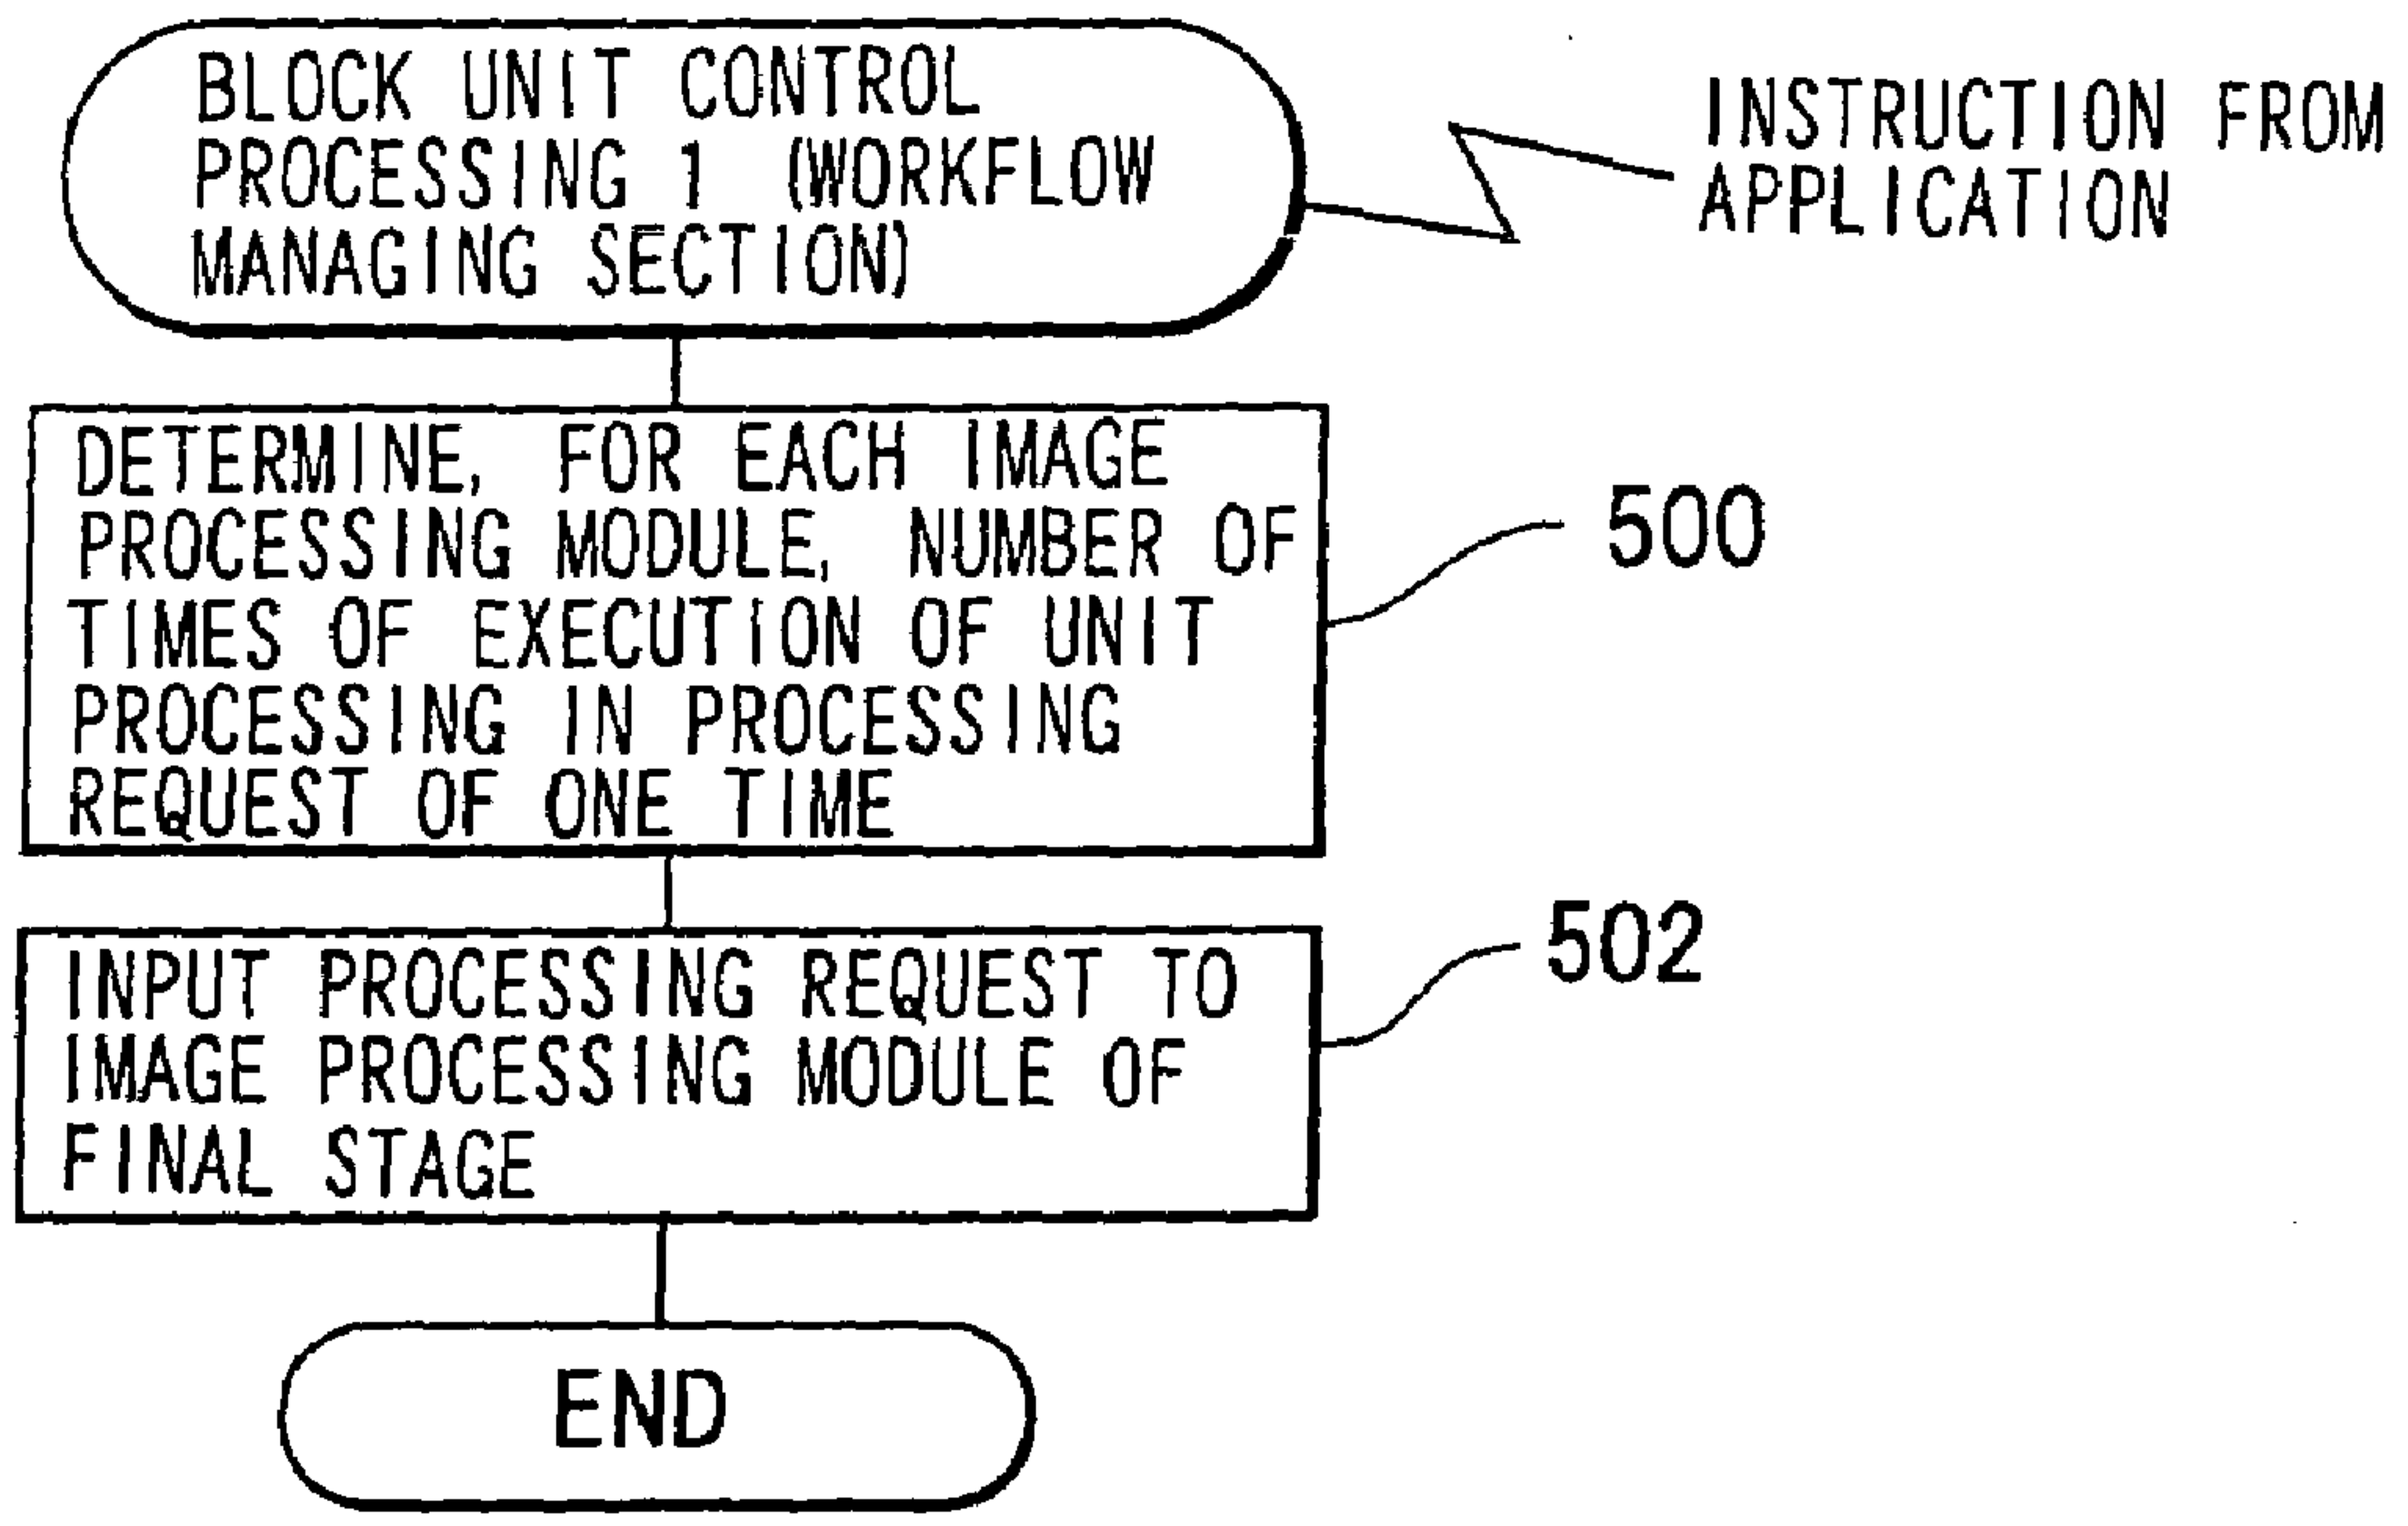 BLOCK UNIT CONTROL
PROCESSING 1 (WORKFLOW
MANAGING SECTION)
INSTRUCTION FROM
APPLICATION
DETERMINE, FOR EACH IMAGE
PROCESSING MODULE, NUMBER OF
TIMES OF EXECUTION OF UNIT
PROCESSING IN PROCESSING
REQUEST OF ONE TIME
500
INPUT PROCESSING REQUEST TO
IMAGE PROCESSING MODULE OF
FINAL STAGE
502
END